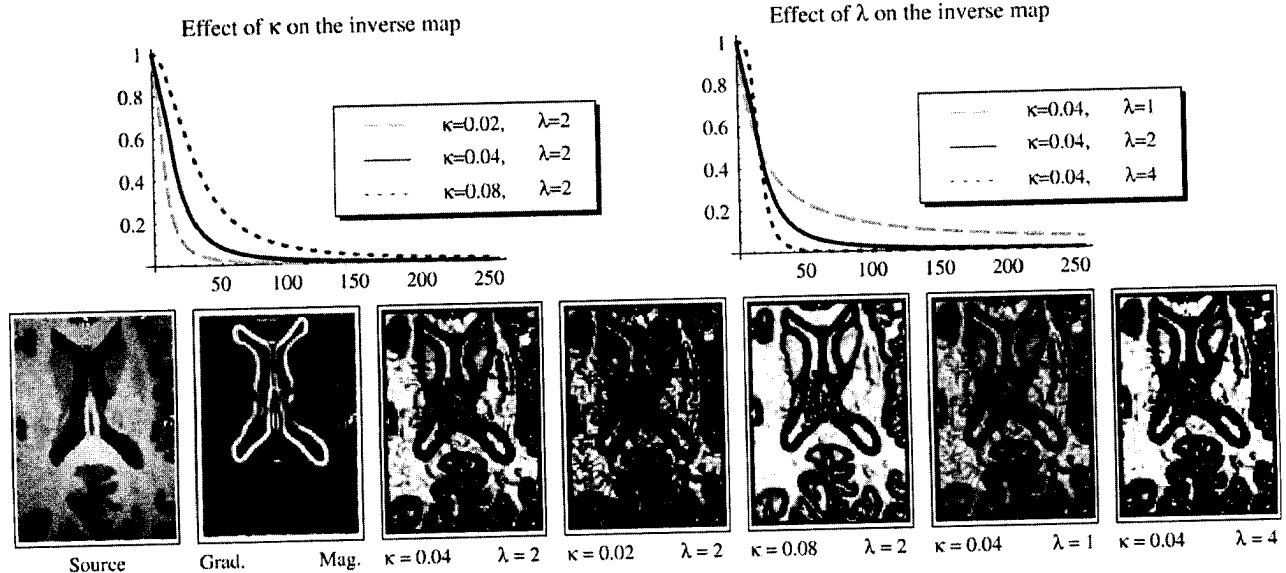 Effect of κ on the inverse map
1
0.8
0.6
0.4
0.2
50 100 150 200 250
κ=0.02, λ=2
κ=0.04, λ=2
κ=0.08, λ=2
Effect of λ on the inverse map
1
0.8
0.6
0.4
0.2
50 100 150 200 250
κ=0.04, λ=1
κ=0.04, λ=2
κ=0.04, λ=4
Source
Grad. Mag.
κ = 0.04 λ = 2
κ = 0.02 λ = 2
κ = 0.08 λ = 2
κ = 0.04 λ = 1
κ = 0.04 λ = 4